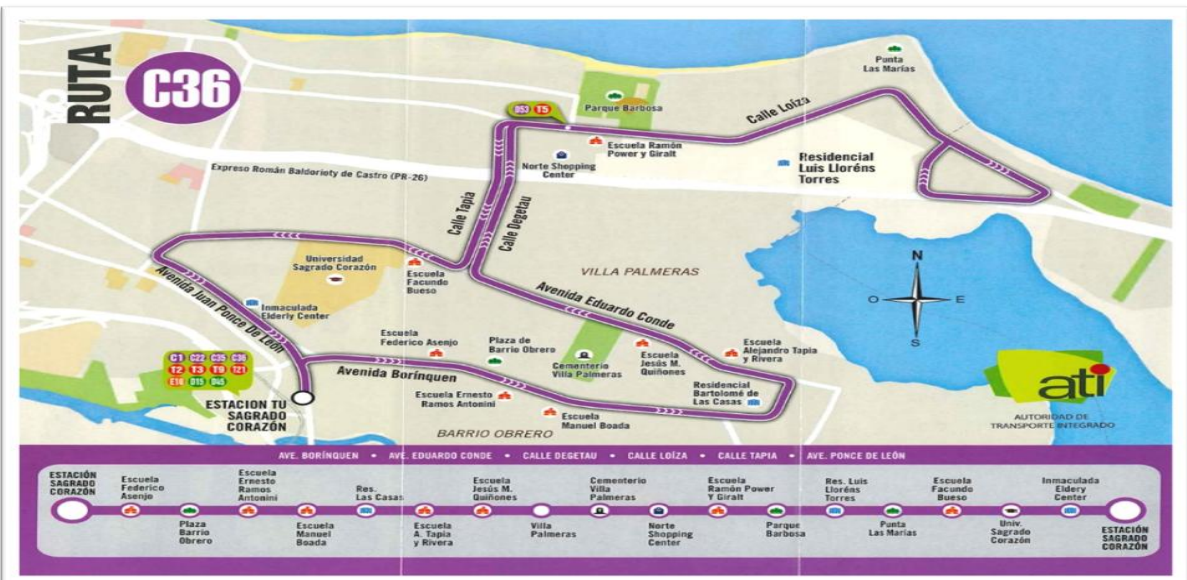 RUTA
C36
Punta
Las Marías
D53 T5
Parque Barbosa
Calle Loíza
Escuela Ramón
Power y Giralt
Norte Shopping
Center
Residencial
Luis Lloréns
Torres
Expreso Román Baldorioty de Castro (PR-26)
Calle Tapia
Calle Degetau
Universidad
Sagrado Corazón
Escuela
Facundo
Bueso
VILLA PALMERAS
N
O
E
S
Avenida Juan Ponce De León
Inmaculada
Elderly Center
Avenida Eduardo Conde
Escuela
Federico Asenjo
Plaza de
Barrio Obrero
Cementerio
Villa Palmeras
Escuela
Jesús M.
Quiñones
Escuela
Alejandro Tapia
y Rivera
C1 C22 C35 C36
T2 T3 T9 T21
E10 D15 D45
Avenida Borínquen
Residencial
Bartolomé de
Las Casas
ESTACION TU
SAGRADO
CORAZÓN
Escuela Ernesto
Ramos Antonini
Escuela
Manuel Boada
BARRIO OBRERO
ati
AUTORIDAD DE
TRANSPORTE INTEGRADO
AVE. BORÍNQUEN • AVE. EDUARDO CONDE • CALLE DEGETAU • CALLE LOÍZA • CALLE TAPIA • AVE. PONCE DE LEÓN
ESTACIÓN
SAGRADO
CORAZÓN
Escuela
Federico
Asenjo
Plaza
Barrio
Obrero
Escuela
Ernesto
Ramos
Antonini
Escuela
Manuel
Boada
Res.
Las Casas
Escuela
A. Tapia
y Rivera
Escuela
Jesús M.
Quiñones
Villa
Palmeras
Cementerio
Villa
Palmeras
Norte
Shopping
Center
Escuela
Ramón Power
Y Giralt
Parque
Barbosa
Res. Luis
Lloréns
Torres
Punta
Las Marías
Escuela
Facundo
Bueso
Univ.
Sagrado
Corazón
Inmaculada
Eldery
Center
ESTACIÓN
SAGRADO
CORAZÓN